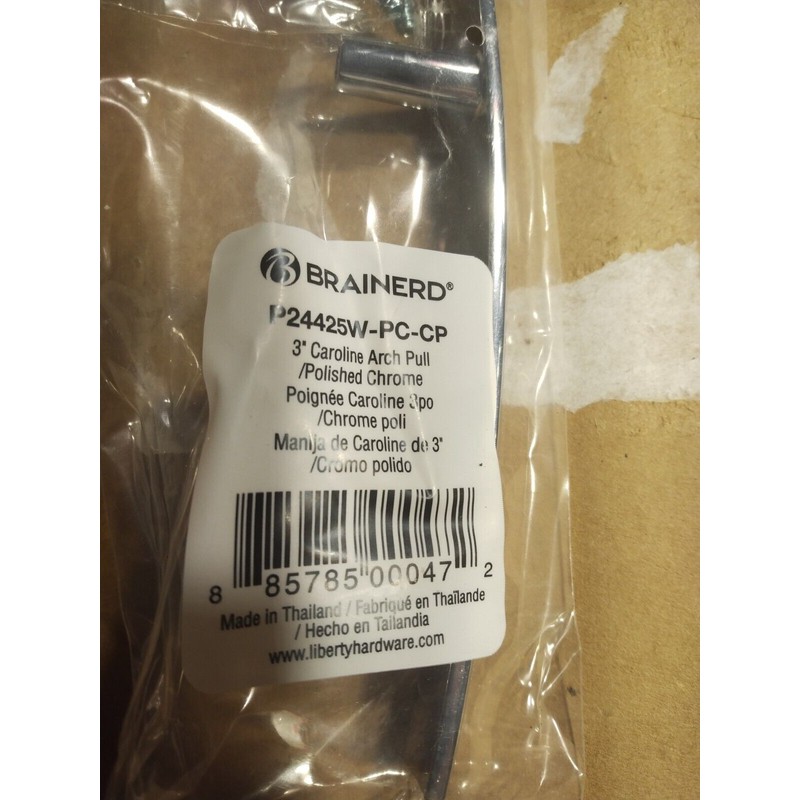 BRAINERD®
P24425W-PC-CP
3" Caroline Arch Pull
/Polished Chrome
Poignée Caroline 3po
/Chrome poli
Manija de Caroline de 3"
/Cromo polido
8 85785 00047 2
Made in Thailand / Fabriqué en Thaïlande
/ Hecho en Tailandia
www.libertyhardware.com